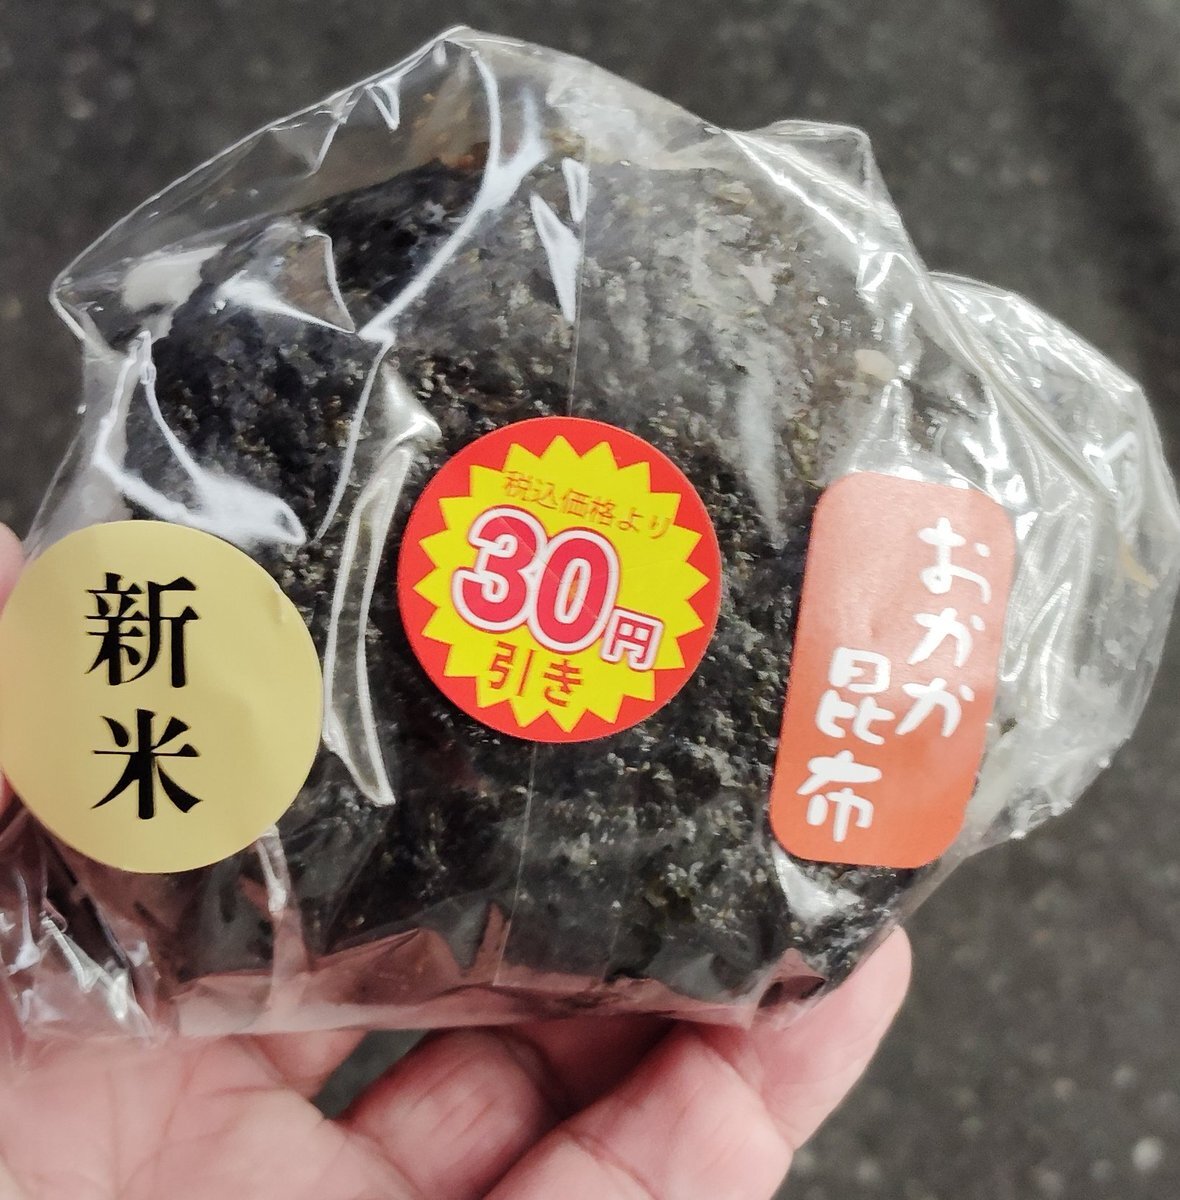 新米
税込価格より
30円
引き
おかか
昆布